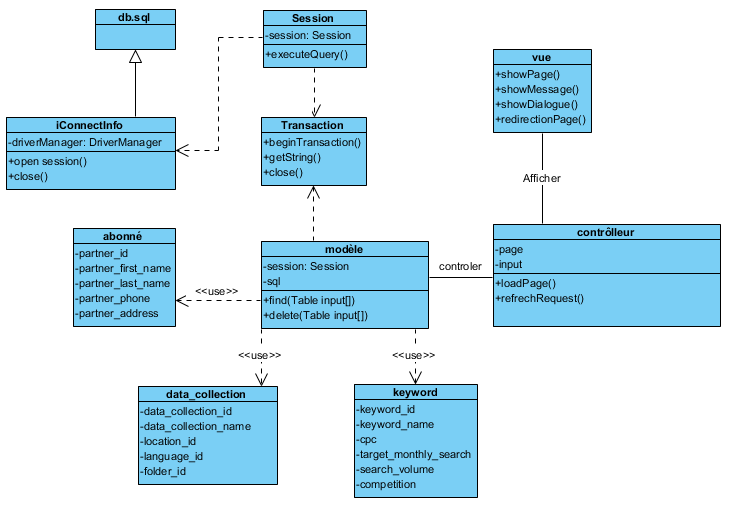 db.sql
Session
-session: Session
+executeQuery()
vue
+showPage()
+showMessage()
+showDialogue()
+redirectionPage()
iConnectInfo
-driverManager: DriverManager
+open session()
+close()
Transaction
+beginTransaction()
+getString()
+close()
Afficher
abonné
-partner_id
-partner_first_name
-partner_last_name
-partner_phone
-partner_address
<<use>>
modèle
-session: Session
-sql
+find(Table input[])
+delete(Table input[])
controler
contrôlleur
-page
-input
+loadPage()
+refrechRequest()
<<use>>
<<use>>
data_collection
-data_collection_id
-data_collection_name
-location_id
-language_id
-folder_id
keyword
-keyword_id
-keyword_name
-cpc
-target_monthly_search
-search_volume
-competition